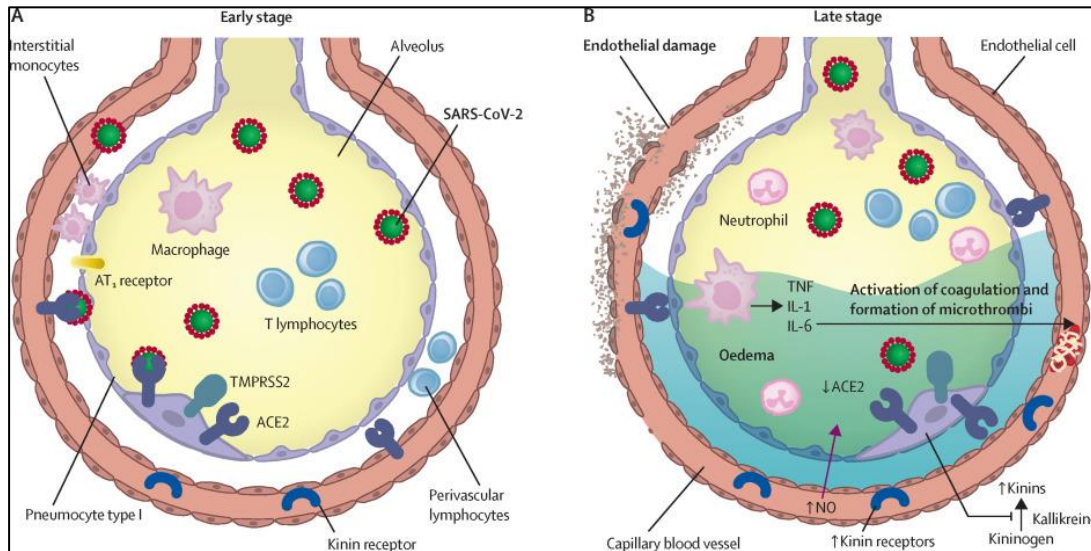 A
Early stage
Interstitial
monocytes
Alveolus
SARS-CoV-2
Macrophage
AT₁ receptor
T lymphocytes
TMPRSS2
ACE2
Pneumocyte type I
Kinin receptor
Perivascular
lymphocytes
B
Late stage
Endothelial damage
Endothelial cell
Neutrophil
TNF
IL-1
IL-6
Activation of coagulation and
formation of microthrombi
Oedema
↓ACE2
↑NO
Capillary blood vessel
↑Kinin receptors
↑Kinins
Kallikrein
Kininogen